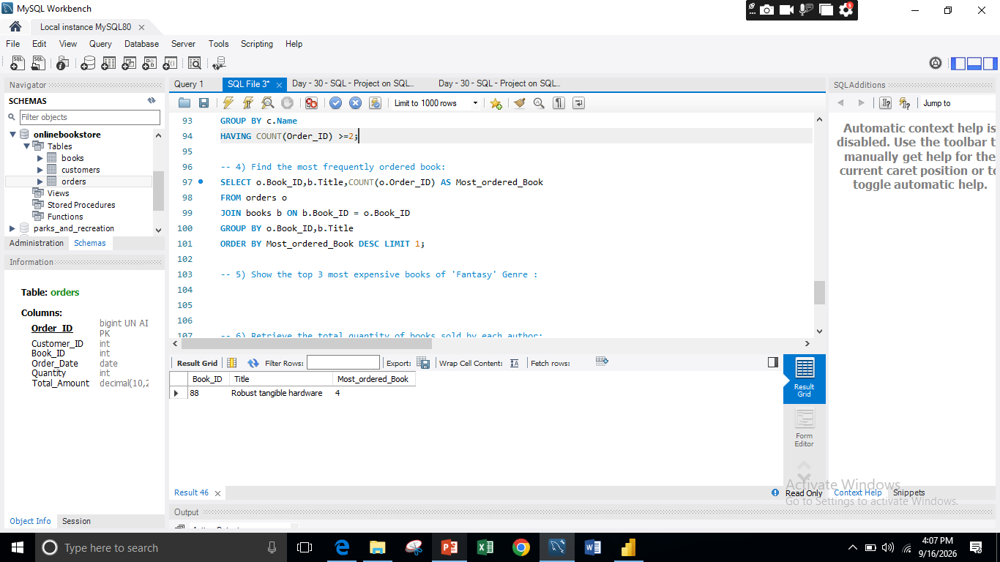 MySQL Workbench
Local instance MySQL80
File Edit View Query Database Server Tools Scripting Help
Navigator
SCHEMAS
Filter objects
onlinebookstore
Tables
books
customers
orders
Views
Stored Procedures
Functions
parks_and_recreation
Administration Schemas
Information
Table: orders
Columns:
Order_ID bigint UN AI PK
Customer_ID int
Book_ID int
Order_Date date
Quantity int
Total_Amount decimal(10,2
Object Info Session
Query 1 SQL File 3* Day - 30 - SQL - Project on SQL... Day - 30 - SQL - Project on SQL...
Limit to 1000 rows
93 GROUP BY c.Name
94 HAVING COUNT(Order_ID) >=2;
95
96 -- 4) Find the most frequently ordered book:
97 SELECT o.Book_ID,b.Title,COUNT(o.Order_ID) AS Most_ordered_Book
98 FROM orders o
99 JOIN books b ON b.Book_ID = o.Book_ID
100 GROUP BY o.Book_ID,b.Title
101 ORDER BY Most_ordered_Book DESC LIMIT 1;
102
103 -- 5) Show the top 3 most expensive books of 'Fantasy' Genre :
104
105
106
107 -- 6) Retrieve the total quantity of books sold by each author:
Result Grid Filter Rows: Export: Wrap Cell Content: Fetch rows:
Book_ID Title Most_ordered_Book
88 Robust tangible hardware 4
Result Grid
Form Editor
Result 46
Read Only
Output
SQLAdditions
Jump to
Automatic context help is
disabled. Use the toolbar t
manually get help for the
current caret position or to
toggle automatic help.
Context Help Snippets
Activate Windows
Go to Settings to activate Windows.
Type here to search
4:07 PM
9/16/2026